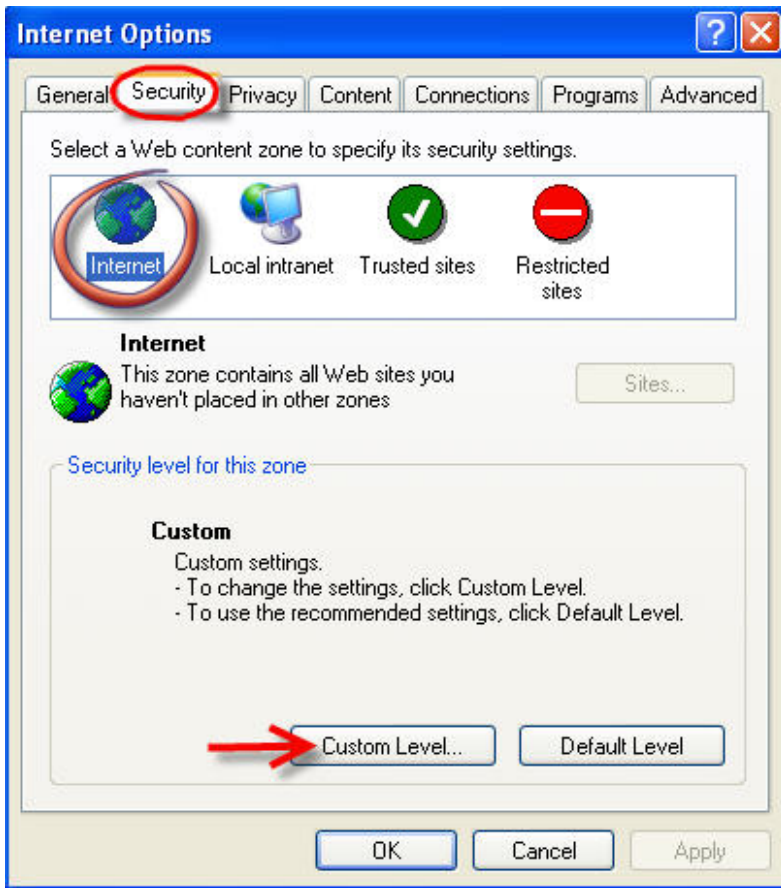 Internet Options
General Security Privacy Content Connections Programs Advanced
Select a Web content zone to specify its security settings.
Internet Local intranet Trusted sites Restricted sites
Internet
This zone contains all Web sites you
haven't placed in other zones
Sites...
Security level for this zone
Custom
Custom settings.
- To change the settings, click Custom Level.
- To use the recommended settings, click Default Level.
Custom Level... Default Level
OK Cancel Apply